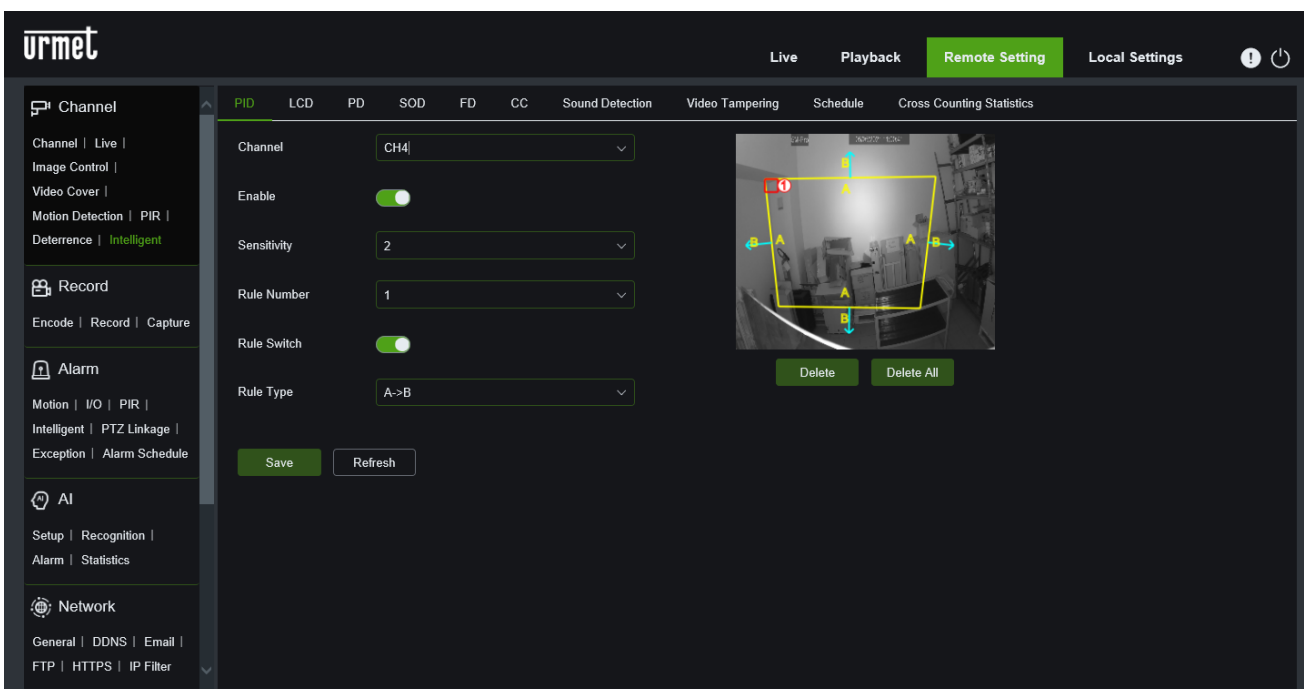 urmet
Live Playback Remote Setting Local Settings
Channel
Channel | Live |
Image Control |
Video Cover |
Motion Detection | PIR |
Deterrence | Intelligent
Record
Encode | Record | Capture
Alarm
Motion | I/O | PIR |
Intelligent | PTZ Linkage |
Exception | Alarm Schedule
AI
Setup | Recognition |
Alarm | Statistics
Network
General | DDNS | Email |
FTP | HTTPS | IP Filter
PID LCD PD SOD FD CC Sound Detection Video Tampering Schedule Cross Counting Statistics
Channel CH4
Enable
Sensitivity 2
Rule Number 1
Rule Switch
Rule Type A->B
Save Refresh
B
A
1
B A A B
A
B
Delete Delete All